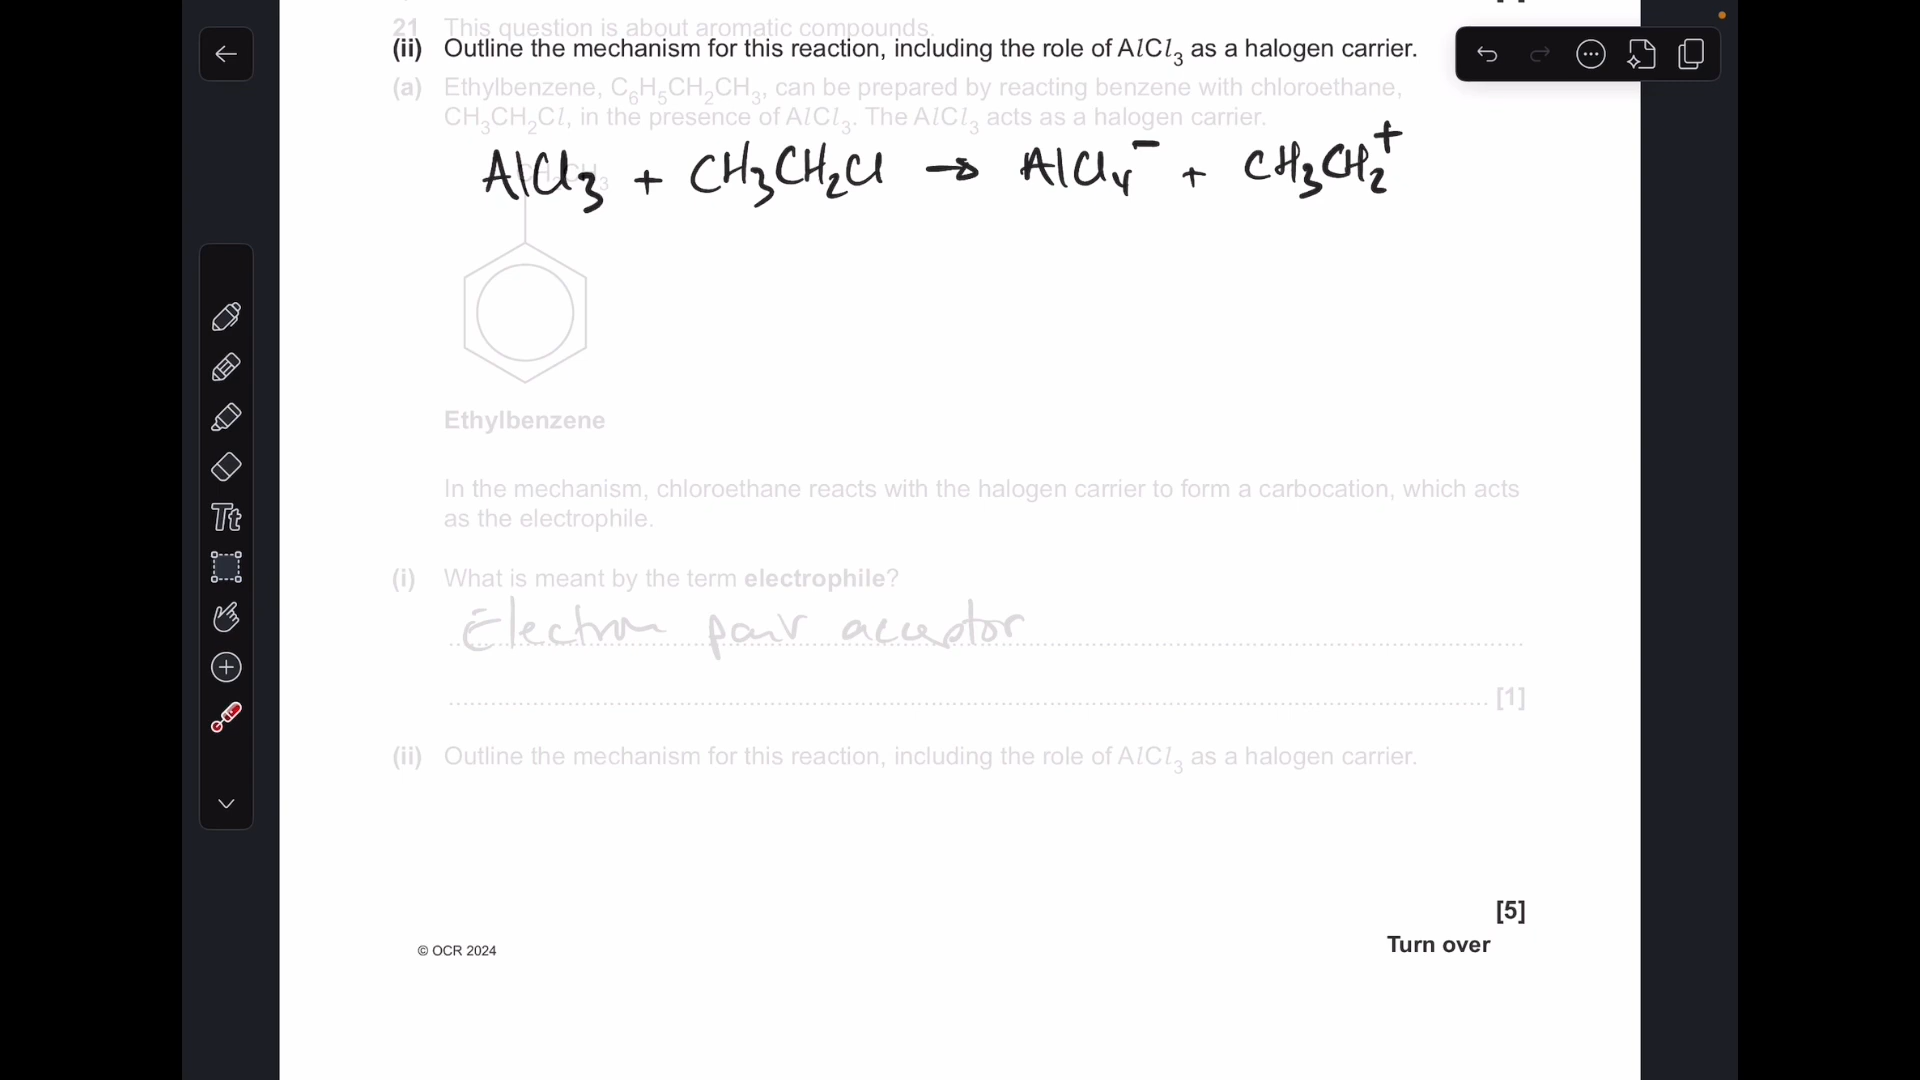 21 This question is about aromatic compounds.
(ii) Outline the mechanism for this reaction, including the role of AlCl₃ as a halogen carrier.
(a) Ethylbenzene, C₆H₅CH₂CH₃, can be prepared by reacting benzene with chloroethane,
CH₃CH₂Cl, in the presence of AlCl₃. The AlCl₃ acts as a halogen carrier.
AlCl₃ + CH₃CH₂Cl → AlCl₄⁻ + CH₃CH₂⁺
Ethylbenzene
In the mechanism, chloroethane reacts with the halogen carrier to form a carbocation, which acts
as the electrophile.
(i) What is meant by the term electrophile?
Electron pair acceptor
[1]
(ii) Outline the mechanism for this reaction, including the role of AlCl₃ as a halogen carrier.
[5]
© OCR 2024
Turn over
Tt